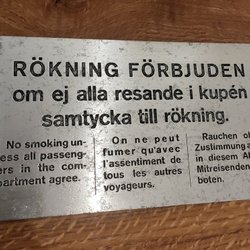 RÖKNING FÖRBJUDEN
om ej alla resande i kupén
samtycka till rökning.
No smoking un-
less all passeng-
ers in the com-
partment agree.
On ne peut
fumer qu'avec
l'assentiment de
tous les autres
voyageurs.
Rauchen
Zustimmung
in diesem
Mitreisenden
boten.